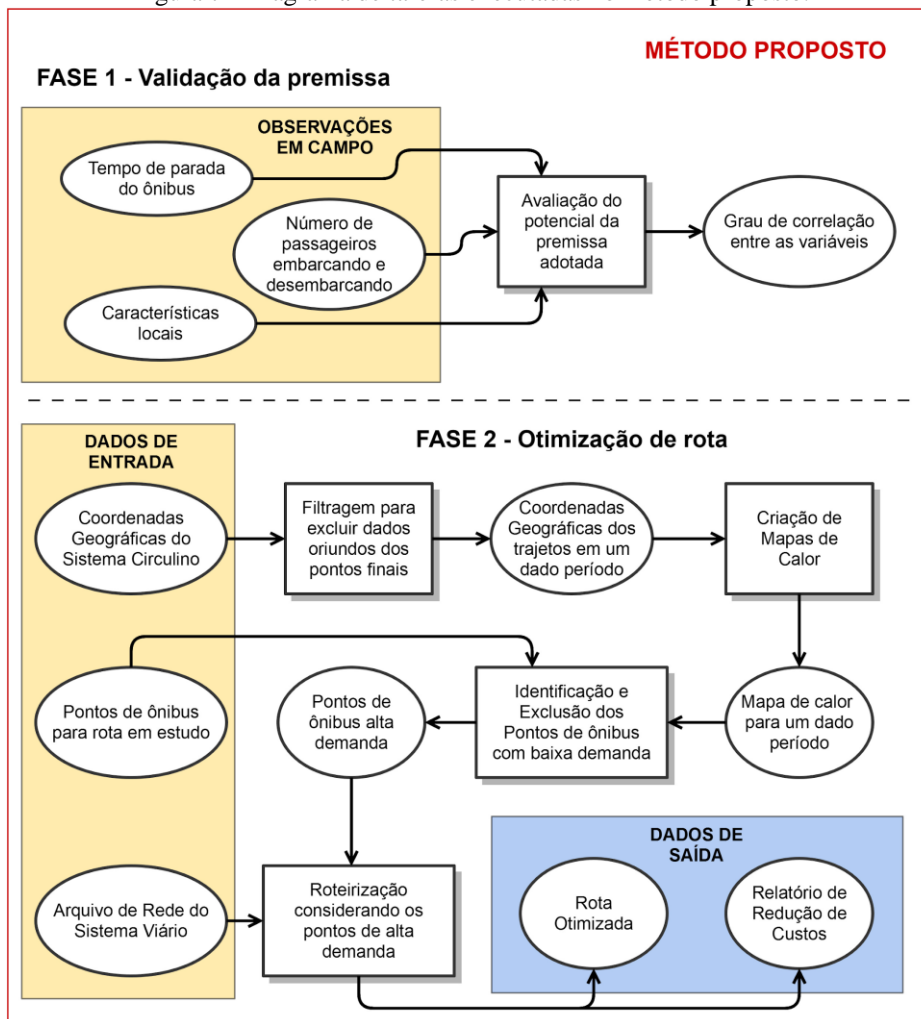 MÉTODO PROPOSTO
FASE 1 - Validação da premissa
OBSERVAÇÕES
EM CAMPO
Tempo de parada
do ônibus
Número de
passageiros
embarcando e
desembarcando
Características
locais
Avaliação do
potencial da
premissa
adotada
Grau de correlação
entre as variáveis
DADOS DE
ENTRADA
FASE 2 - Otimização de rota
Coordenadas
Geográficas do
Sistema Circulino
Filtragem para
excluir dados
oriundos dos
pontos finais
Coordenadas
Geográficas dos
trajetos em um
dado período
Criação de
Mapas de
Calor
Pontos de ônibus
para rota em estudo
Pontos de
ônibus alta
demanda
Identificação e
Exclusão dos
Pontos de ônibus
com baixa demanda
Mapa de calor
para um dado
período
Arquivo de Rede do
Sistema Viário
Roteirização
considerando os
pontos de alta
demanda
DADOS DE
SAÍDA
Rota
Otimizada
Relatório de
Redução de
Custos